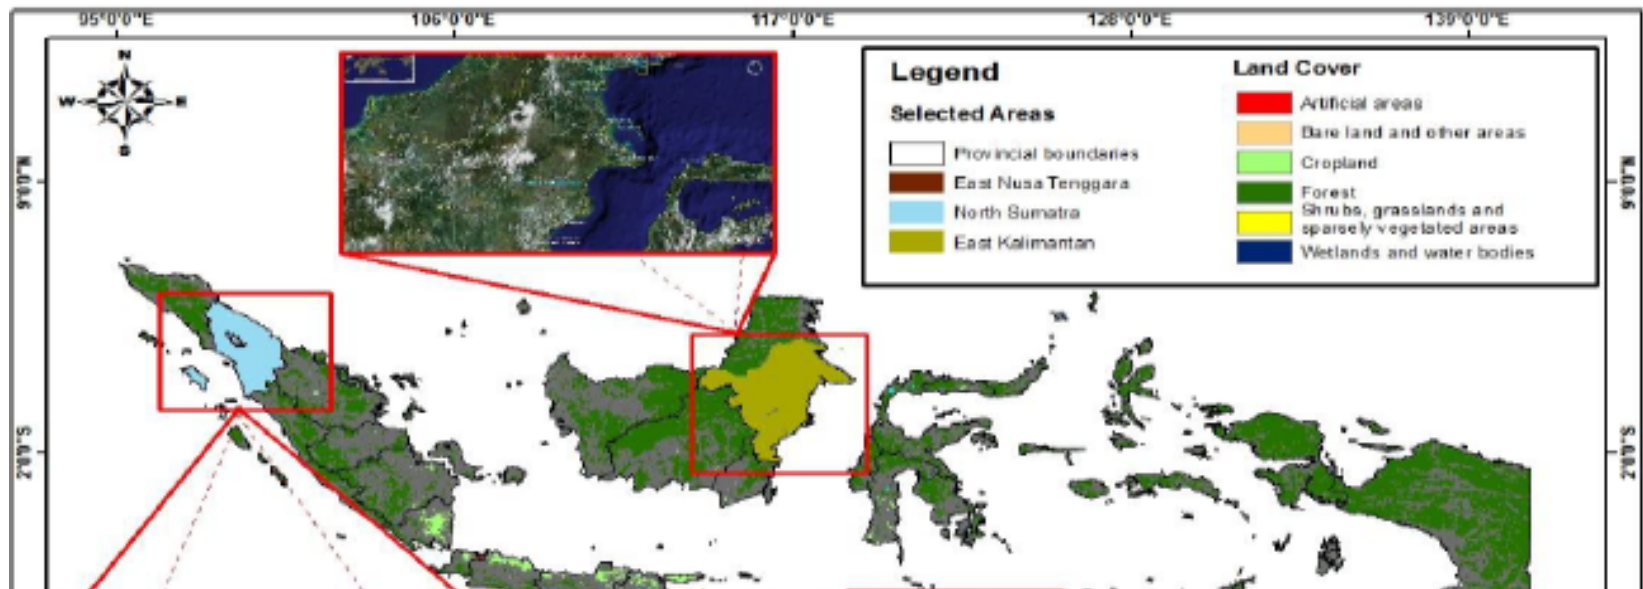 95°0'0"E 106°0'0"E 117°0'0"E 128°0'0"E 139°0'0"E
N
W E
S
9°0'0"N 9°0'0"N
2°0'0"S 2°0'0"S
Legend
Selected Areas
Provincial boundaries
East Nusa Tenggara
North Sumatra
East Kalimantan
Land Cover
Artificial areas
Bare land and other areas
Cropland
Forest
Shrubs, grasslands and
sparsely vegetated areas
Wetlands and water bodies